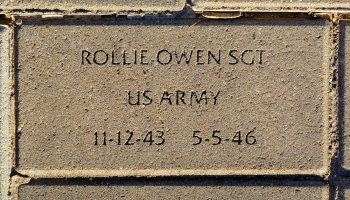 ROLLIE OWEN SGT
US ARMY
11-12-43 5-5-46